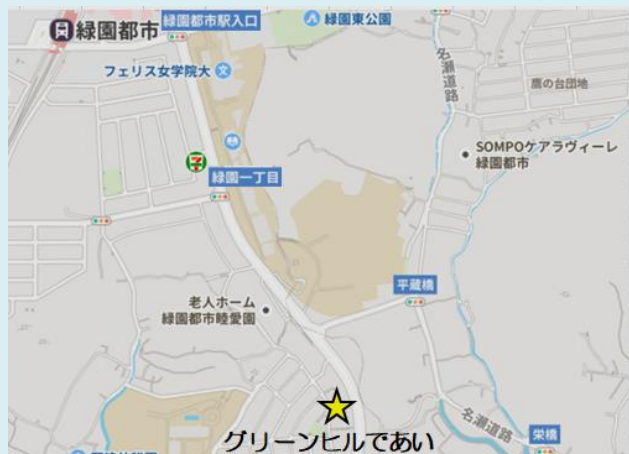 緑園都市
緑園都市駅入口
緑園東公園
フェリス女学院大
名瀬道路
鷹の台団地
SOMPOケアラヴィーレ
緑園都市
緑園一丁目
平蔵橋
老人ホーム
緑園都市睦愛園
グリーンヒルであい
名瀬道路
栄橋